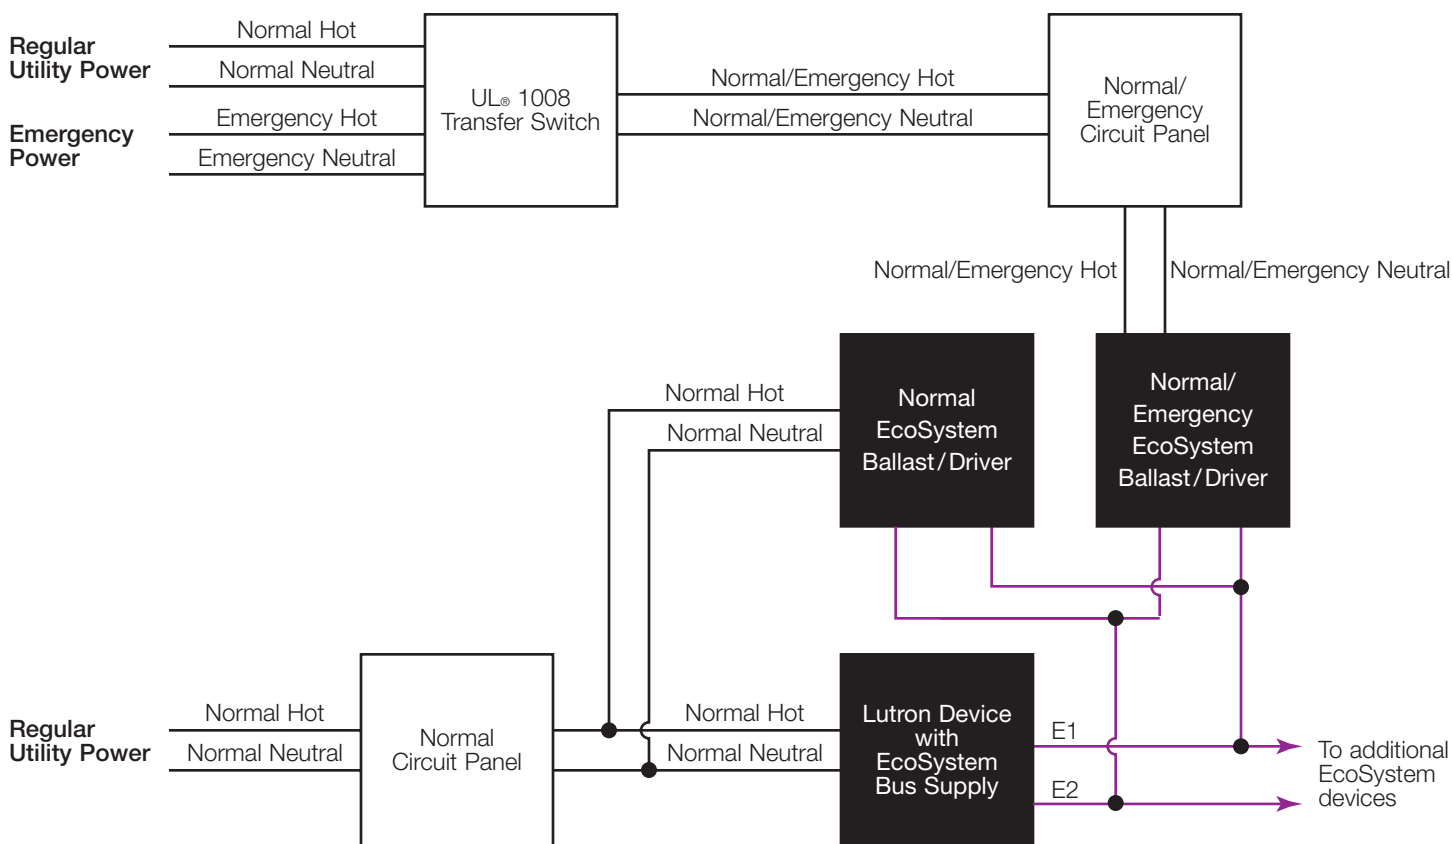 Regular
Utility Power
Normal Hot
Normal Neutral
Emergency
Power
Emergency Hot
Emergency Neutral
UL® 1008
Transfer Switch
Normal/Emergency Hot
Normal/Emergency Neutral
Normal/
Emergency
Circuit Panel
Normal/Emergency Hot
Normal/Emergency Neutral
Normal Hot
Normal Neutral
Normal
EcoSystem
Ballast/Driver
Normal/
Emergency
EcoSystem
Ballast/Driver
Regular
Utility Power
Normal Hot
Normal Neutral
Normal
Circuit Panel
Normal Hot
Normal Neutral
Lutron Device
with
EcoSystem
Bus Supply
E1
E2
To additional
EcoSystem
devices